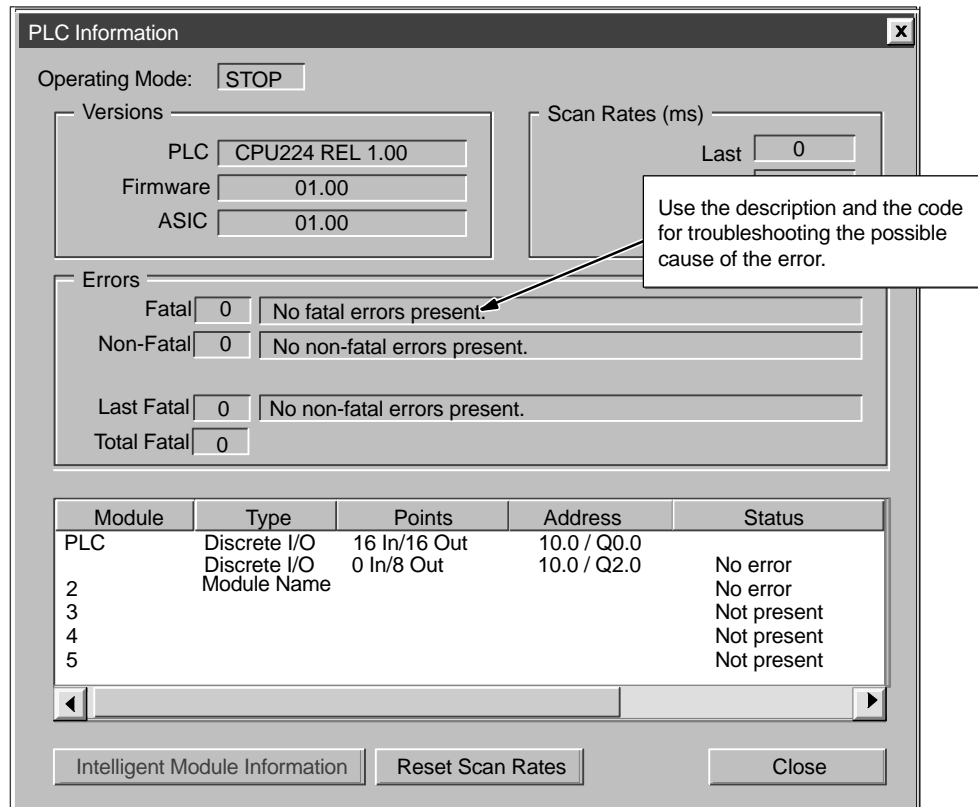 PLC Information
x
Operating Mode: STOP
Versions
PLC CPU224 REL 1.00
Firmware 01.00
ASIC 01.00
Scan Rates (ms)
Last 0
Use the description and the code
for troubleshooting the possible
cause of the error.
Errors
Fatal 0 No fatal errors present.
Non-Fatal 0 No non-fatal errors present.
Last Fatal 0 No non-fatal errors present.
Total Fatal 0
Module Type Points Address Status
PLC Discrete I/O 16 In/16 Out 10.0 / Q0.0
Discrete I/O 0 In/8 Out 10.0 / Q2.0 No error
2 Module Name No error
3 Not present
4 Not present
5 Not present
Intelligent Module Information Reset Scan Rates Close